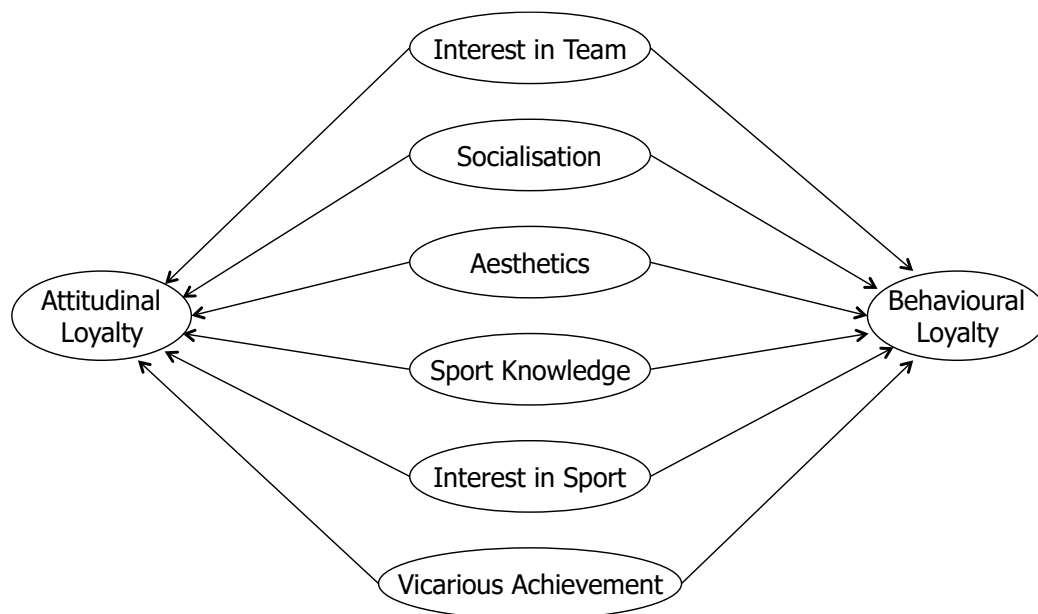 Interest in Team
Socialisation
Aesthetics
Attitudinal
Loyalty
Behavioural
Loyalty
Sport Knowledge
Interest in Sport
Vicarious Achievement